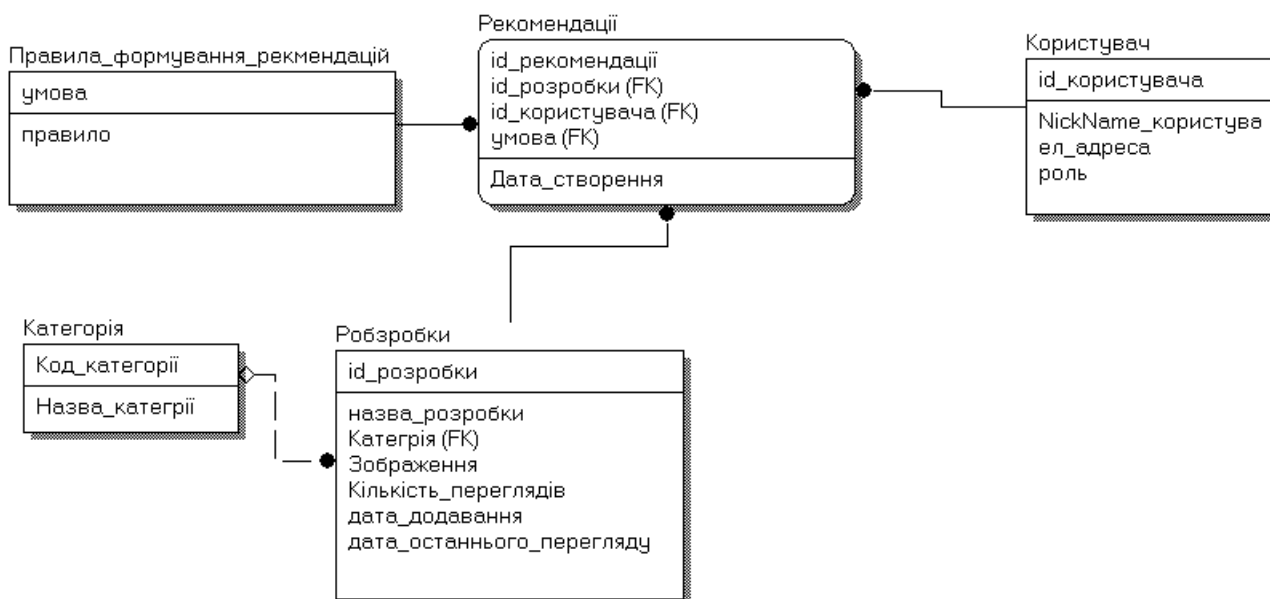 Рекомендації
Правила_формування_рекмендацій
умова
правило
id_рекомендації
id_розробки (FK)
id_користувача (FK)
умова (FK)
Дата_створення
Користувач
id_користувача
NickName_користува
ел_адреса
роль
Категорія
Код_категорії
Назва_категрії
Робзробки
id_розробки
назва_розробки
Категрія (FK)
Зображення
Кількість_переглядів
дата_додавання
дата_останнього_перегляду